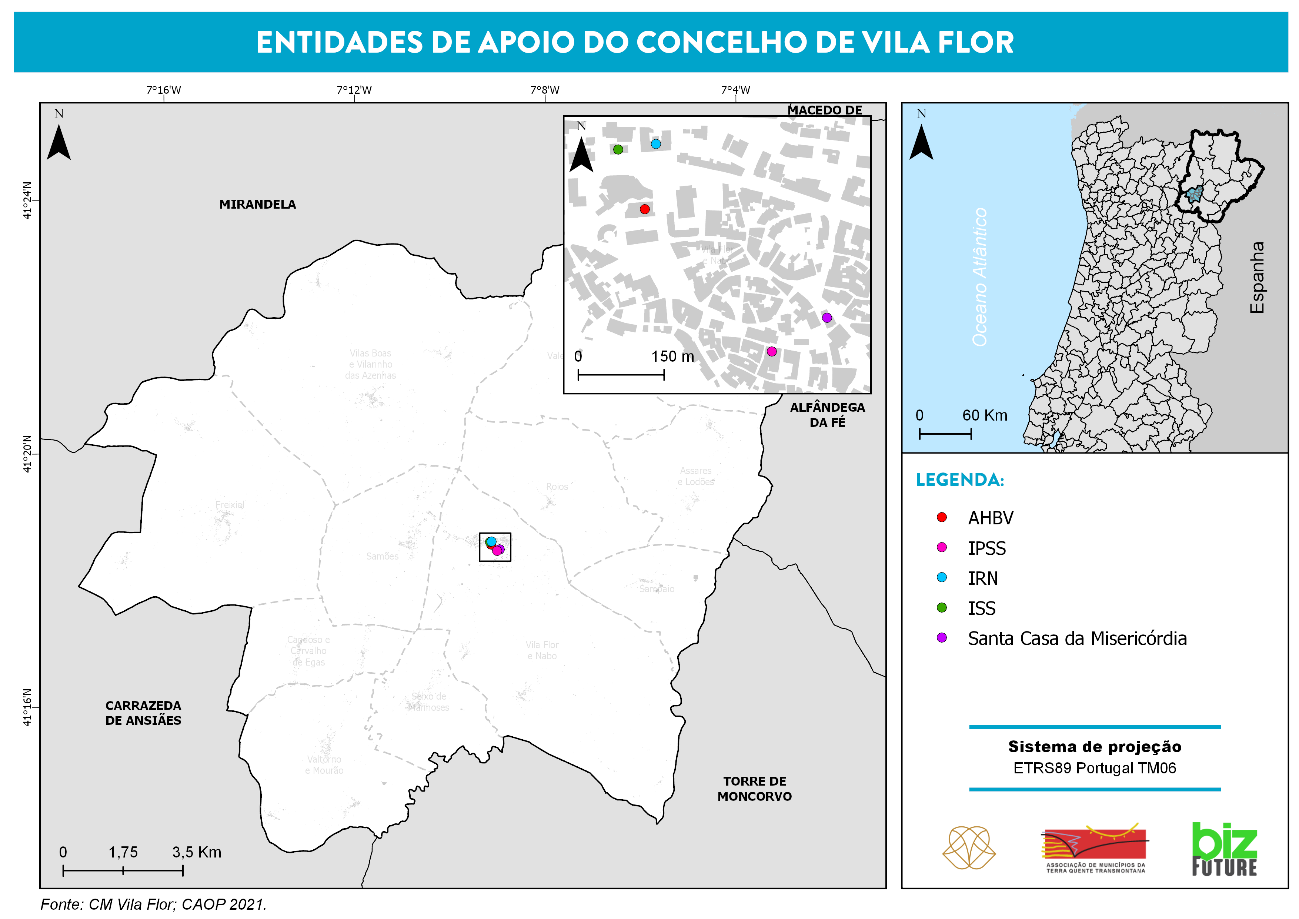 ENTIDADES DE APOIO DO CONCELHO DE VILA FLOR
7°16'W
7°12'W
7°8'W
7°4'W
41°24'N
41°20'N
41°16'N
N
MIRANDELA
MACEDO DE
N
0
150 m
Vilas Boas
e Vilarinho
das Azenhas
ALFÂNDEGA
DA FÉ
Freixiel
Roios
Assares
e Lodões
Samões
Sampaio
Candoso e
Carvalho
de Egas
Vila Flor
e Nabo
Seixo de
Manhoses
Valtorno
e Mourão
CARRAZEDA
DE ANSIÃES
TORRE DE
MONCORVO
0
1,75
3,5 Km
N
Oceano Atlântico
Espanha
0
60 Km
LEGENDA:
AHBV
IPSS
IRN
ISS
Santa Casa da Misericórdia
Sistema de projeção
ETRS89 Portugal TM06
ASSOCIAÇÃO DE MUNICÍPIOS DA
TERRA QUENTE TRANSMONTANA
biz
FUTURE
Fonte: CM Vila Flor; CAOP 2021.